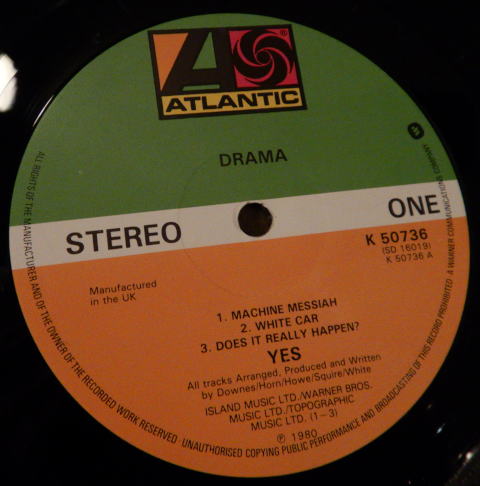 ATLANTIC
DRAMA
STEREO
ONE
K 50736
(SD 16019)
K 50736 A
Manufactured
in the UK
1. MACHINE MESSIAH
2. WHITE CAR
3. DOES IT REALLY HAPPEN?
YES
All tracks Arranged, Produced and Written
by Downes/Horn/Howe/Squire/White
ISLAND MUSIC LTD./WARNER BROS.
MUSIC LTD./TOPOGRAPHIC
MUSIC LTD. (1–3)
℗ 1980
ALL RIGHTS OF THE MANUFACTURER AND OF THE OWNER OF THE RECORDED WORK RESERVED · UNAUTHORISED COPYING PUBLIC PERFORMANCE AND BROADCASTING OF THIS RECORD PROHIBITED · A WARNER COMMUNICATIONS COMPANY.